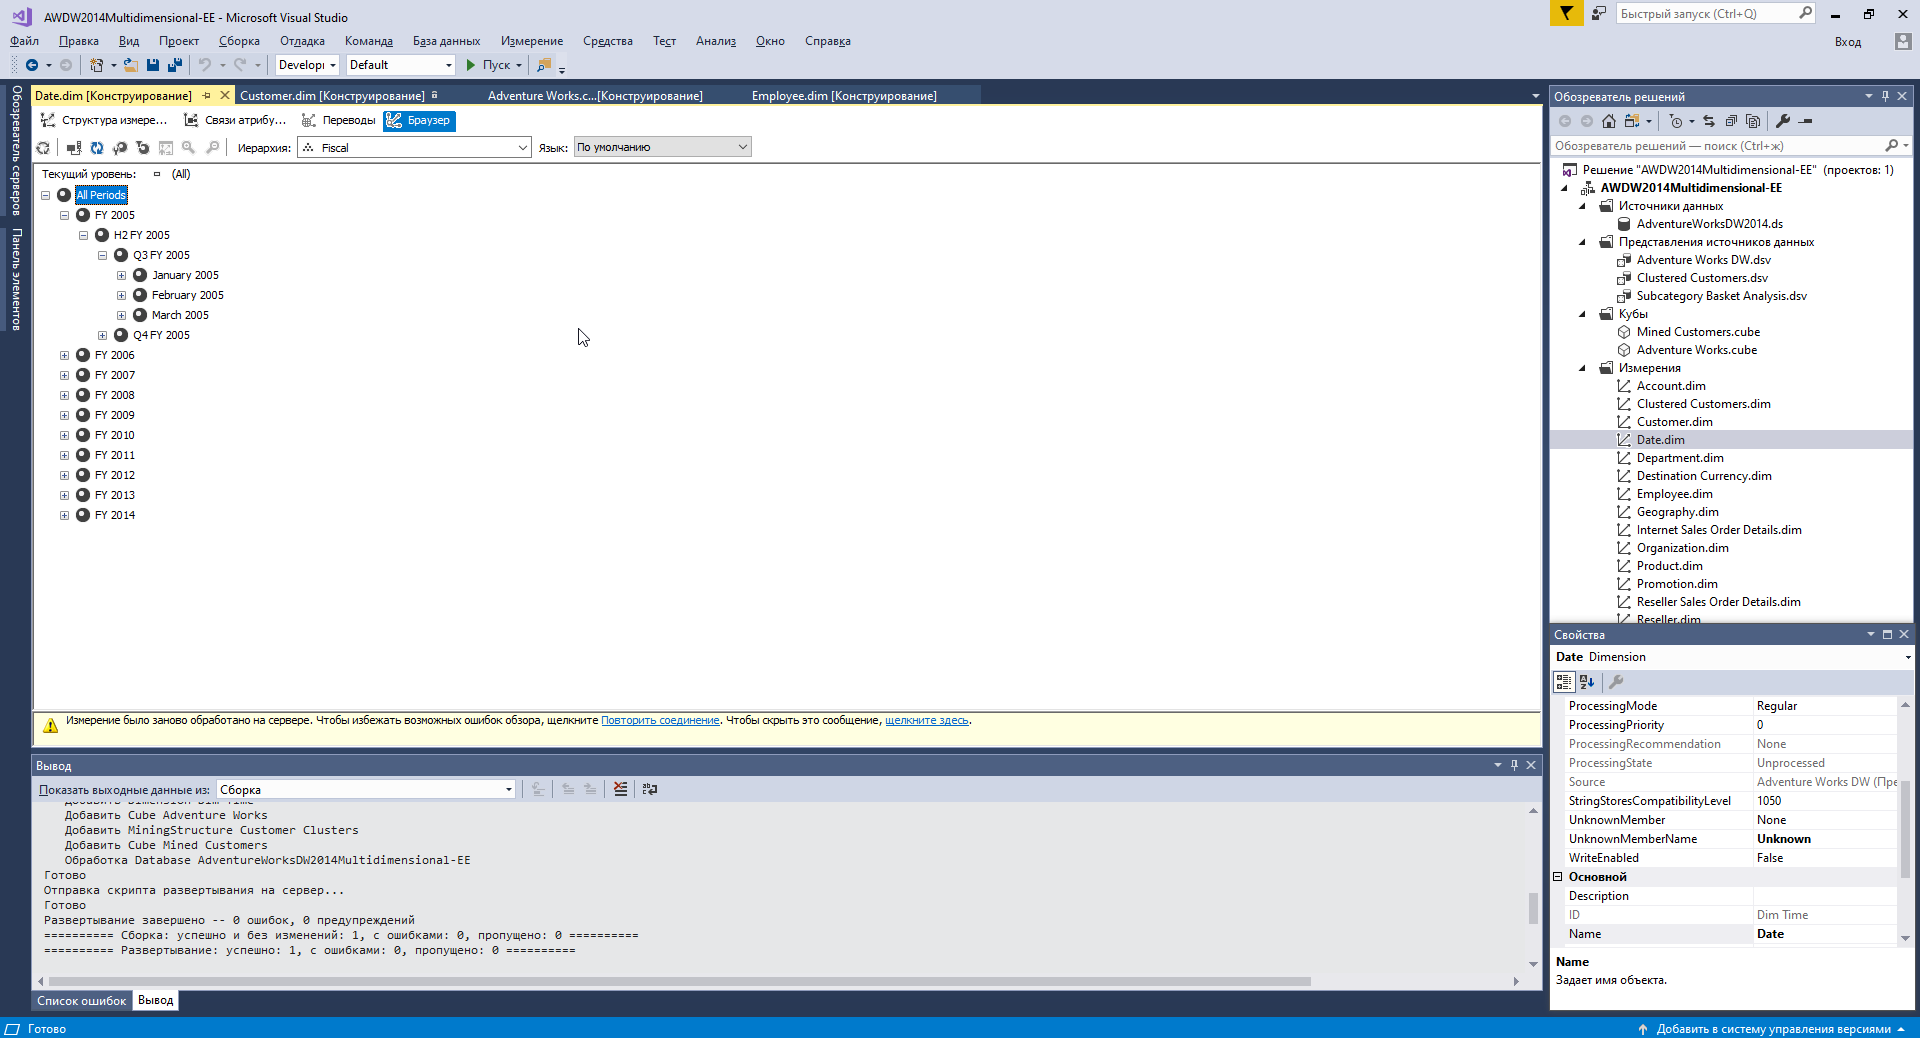 AWDW2014Multidimensional-EE - Microsoft Visual Studio
Быстрый запуск (Ctrl+Q)
Файл Правка Вид Проект Сборка Отладка Команда База данных Измерение Средства Тест Анализ Окно Справка
Вход
Develop Default Пуск
Обозреватель серверов
Панель элементов
Date.dim [Конструирование] Customer.dim [Конструирование] Adventure Works.c...[Конструирование] Employee.dim [Конструирование]
Структура измере... Связи атрибу... Переводы Браузер
Иерархия: Fiscal Язык: По умолчанию
Текущий уровень: (All)
All Periods
FY 2005
H2 FY 2005
Q3 FY 2005
January 2005
February 2005
March 2005
Q4 FY 2005
FY 2006
FY 2007
FY 2008
FY 2009
FY 2010
FY 2011
FY 2012
FY 2013
FY 2014
Измерение было заново обработано на сервере. Чтобы избежать возможных ошибок обзора, щелкните Повторить соединение. Чтобы скрыть это сообщение, щелкните здесь.
Вывод
Показать выходные данные из: Сборка
Добавить Dimension Dim Time
Добавить Cube Adventure Works
Добавить MiningStructure Customer Clusters
Добавить Cube Mined Customers
Обработка Database AdventureWorksDW2014Multidimensional-EE
Готово
Отправка скрипта развертывания на сервер...
Готово
Развертывание завершено -- 0 ошибок, 0 предупреждений
========== Сборка: успешно и без изменений: 1, с ошибками: 0, пропущено: 0 ==========
========== Развертывание: успешно: 1, с ошибками: 0, пропущено: 0 ==========
Список ошибок Вывод
Обозреватель решений
Обозреватель решений — поиск (Ctrl+ж)
Решение "AWDW2014Multidimensional-EE" (проектов: 1)
AWDW2014Multidimensional-EE
Источники данных
AdventureWorksDW2014.ds
Представления источников данных
Adventure Works DW.dsv
Clustered Customers.dsv
Subcategory Basket Analysis.dsv
Кубы
Mined Customers.cube
Adventure Works.cube
Измерения
Account.dim
Clustered Customers.dim
Customer.dim
Date.dim
Department.dim
Destination Currency.dim
Employee.dim
Geography.dim
Internet Sales Order Details.dim
Organization.dim
Product.dim
Promotion.dim
Reseller Sales Order Details.dim
Reseller.dim
Свойства
Date Dimension
ProcessingMode Regular
ProcessingPriority 0
ProcessingRecommendation None
ProcessingState Unprocessed
Source Adventure Works DW (Пре
StringStoresCompatibilityLevel 1050
UnknownMember None
UnknownMemberName Unknown
WriteEnabled False
Основной
Description
ID Dim Time
Name Date
Name
Задает имя объекта.
Готово
Добавить в систему управления версиями